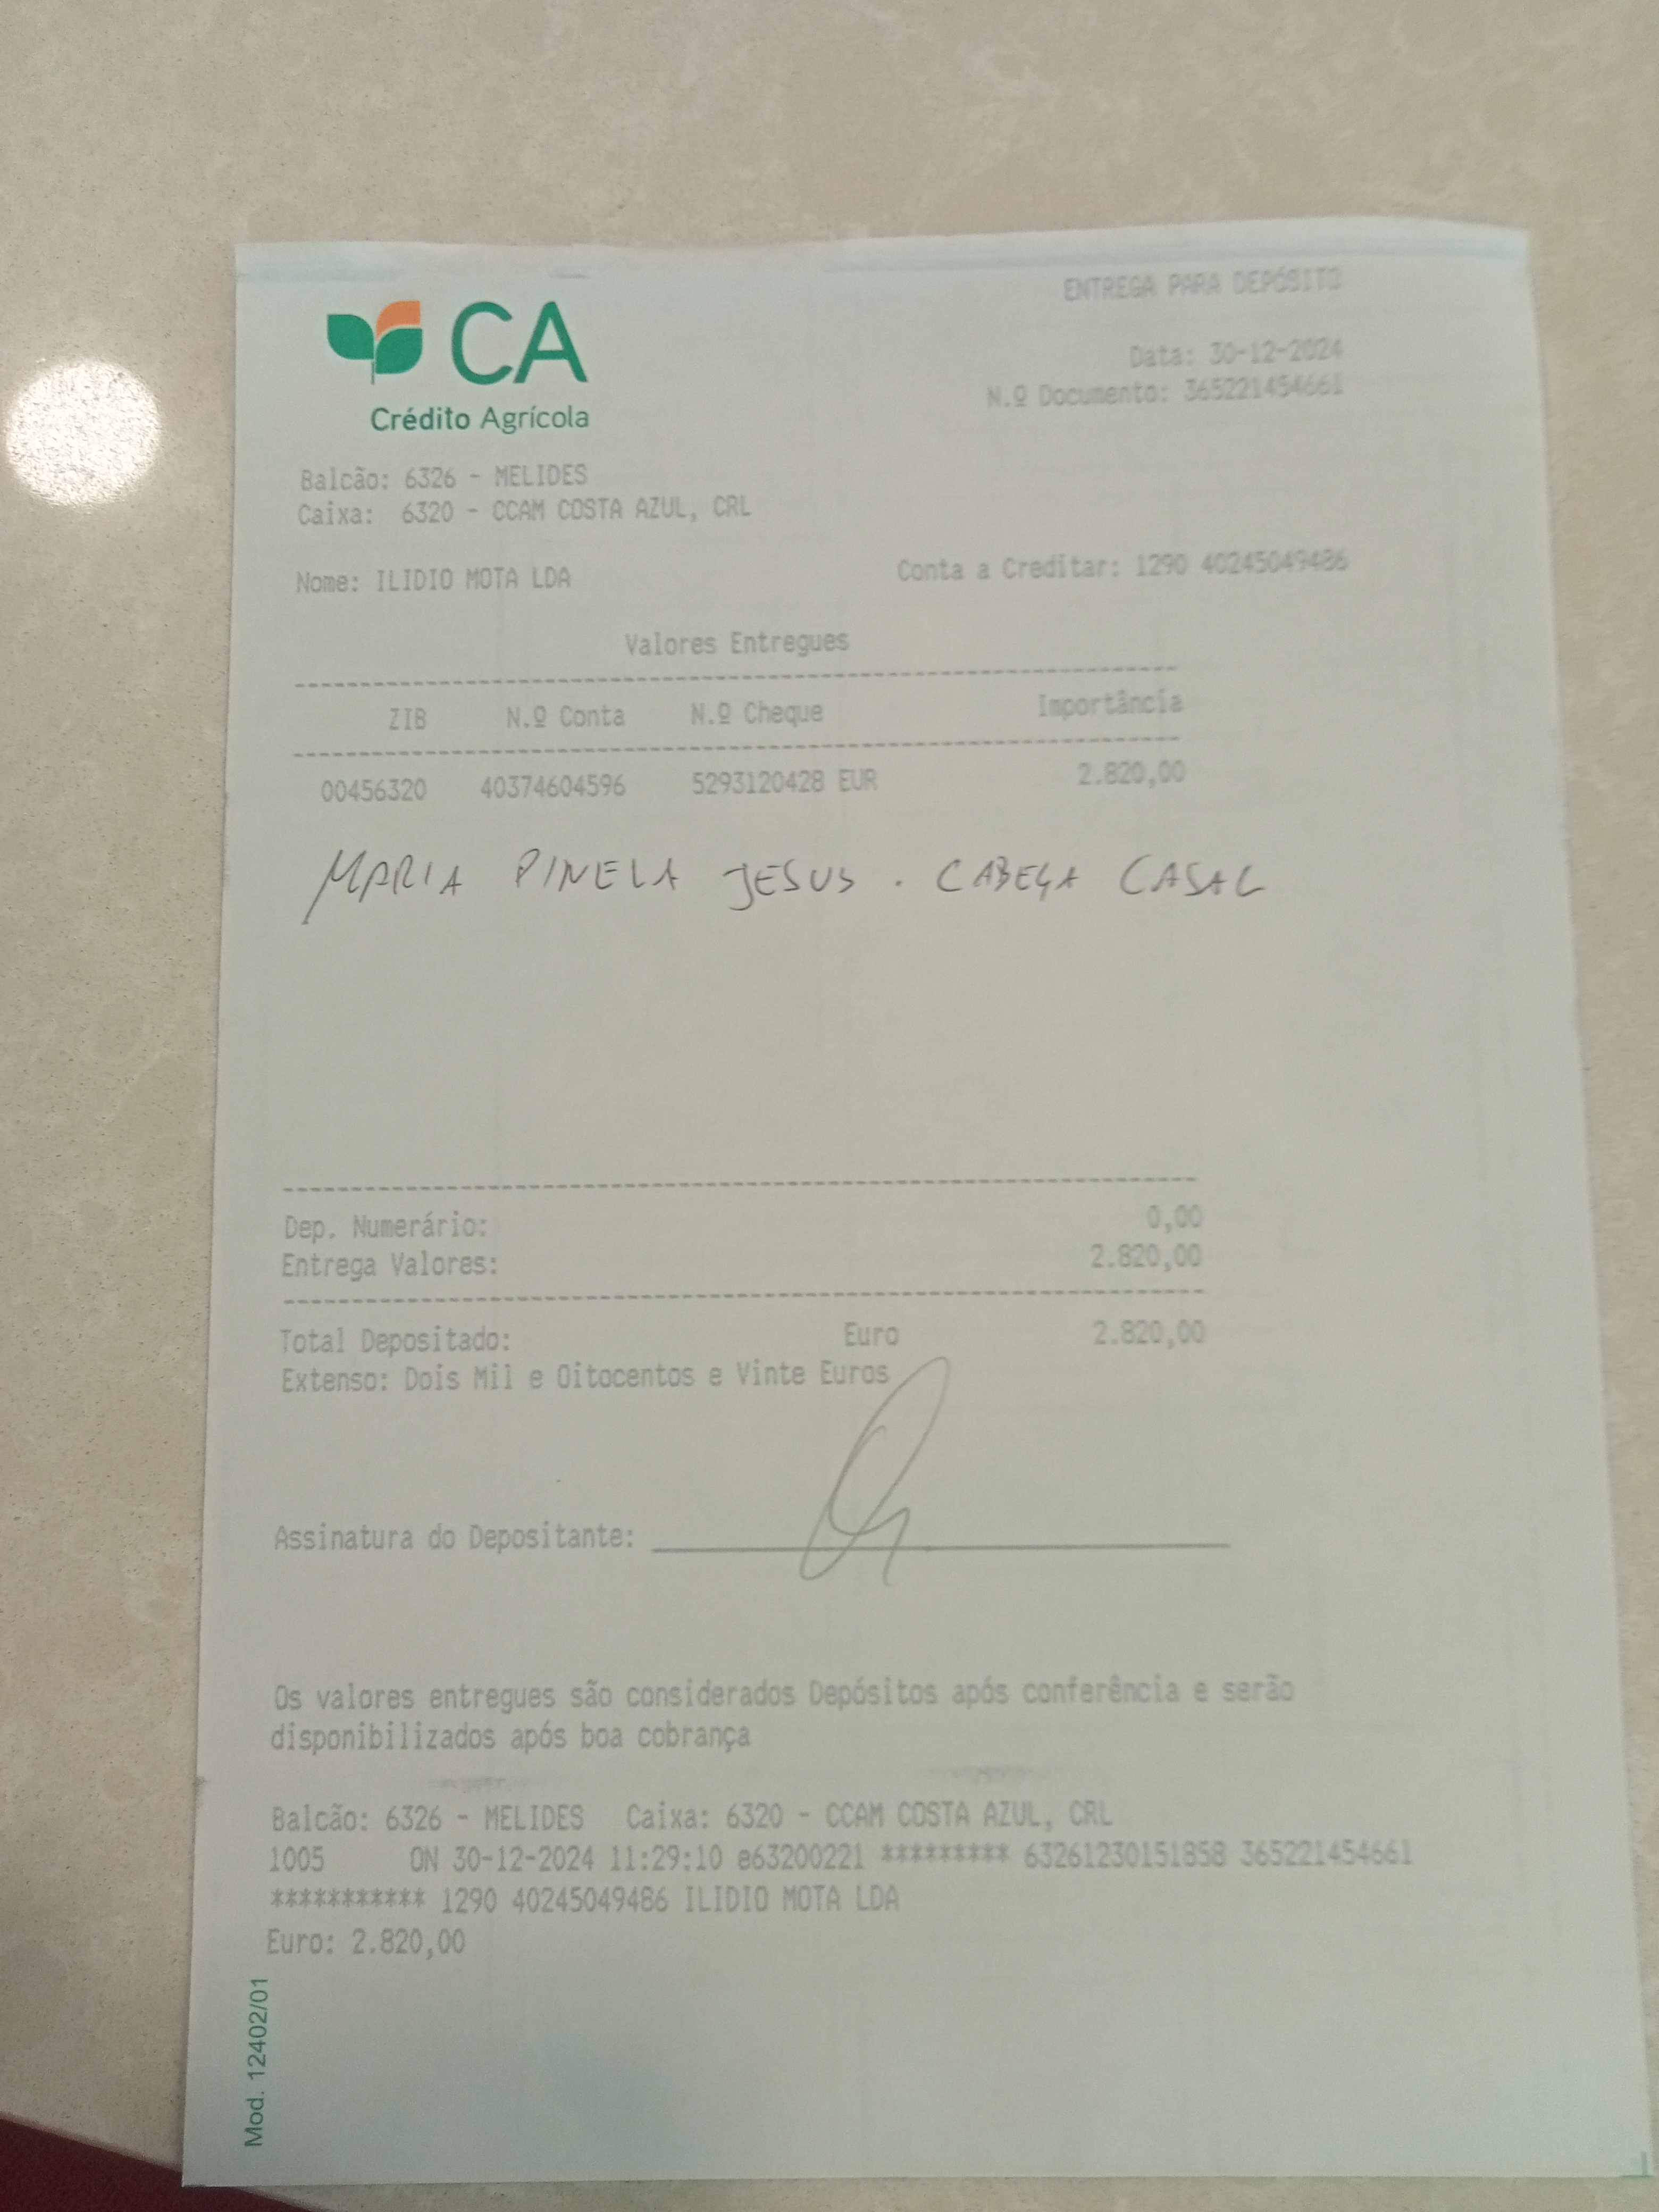 CA
Crédito Agrícola
ENTREGA PARA DEPÓSITO
Data: 30-12-2024
N.º Documento: 365221454661
Balcão: 6326 - MELIDES
Caixa: 6320 - CCAM COSTA AZUL, CRL
Nome: ILIDIO MOTA LDA Conta a Creditar: 1290 40245049486
Valores Entregues
ZIB N.º Conta N.º Cheque Importância
00456320 40374604596 5293120428 EUR 2.820,00
MARIA PINELA JESUS . CABEÇA CASAL
Dep. Numerário: 0,00
Entrega Valores: 2.820,00
Total Depositado: Euro 2.820,00
Extenso: Dois Mil e Oitocentos e Vinte Euros
Assinatura do Depositante:
Os valores entregues são considerados Depósitos após conferência e serão
disponibilizados após boa cobrança
Balcão: 6326 - MELIDES Caixa: 6320 - CCAM COSTA AZUL, CRL
1005 ON 30-12-2024 11:29:10 e63200221 ********* 63261230151858 365221454661
*********** 1290 40245049486 ILIDIO MOTA LDA
Euro: 2.820,00
Mod. 12402/01